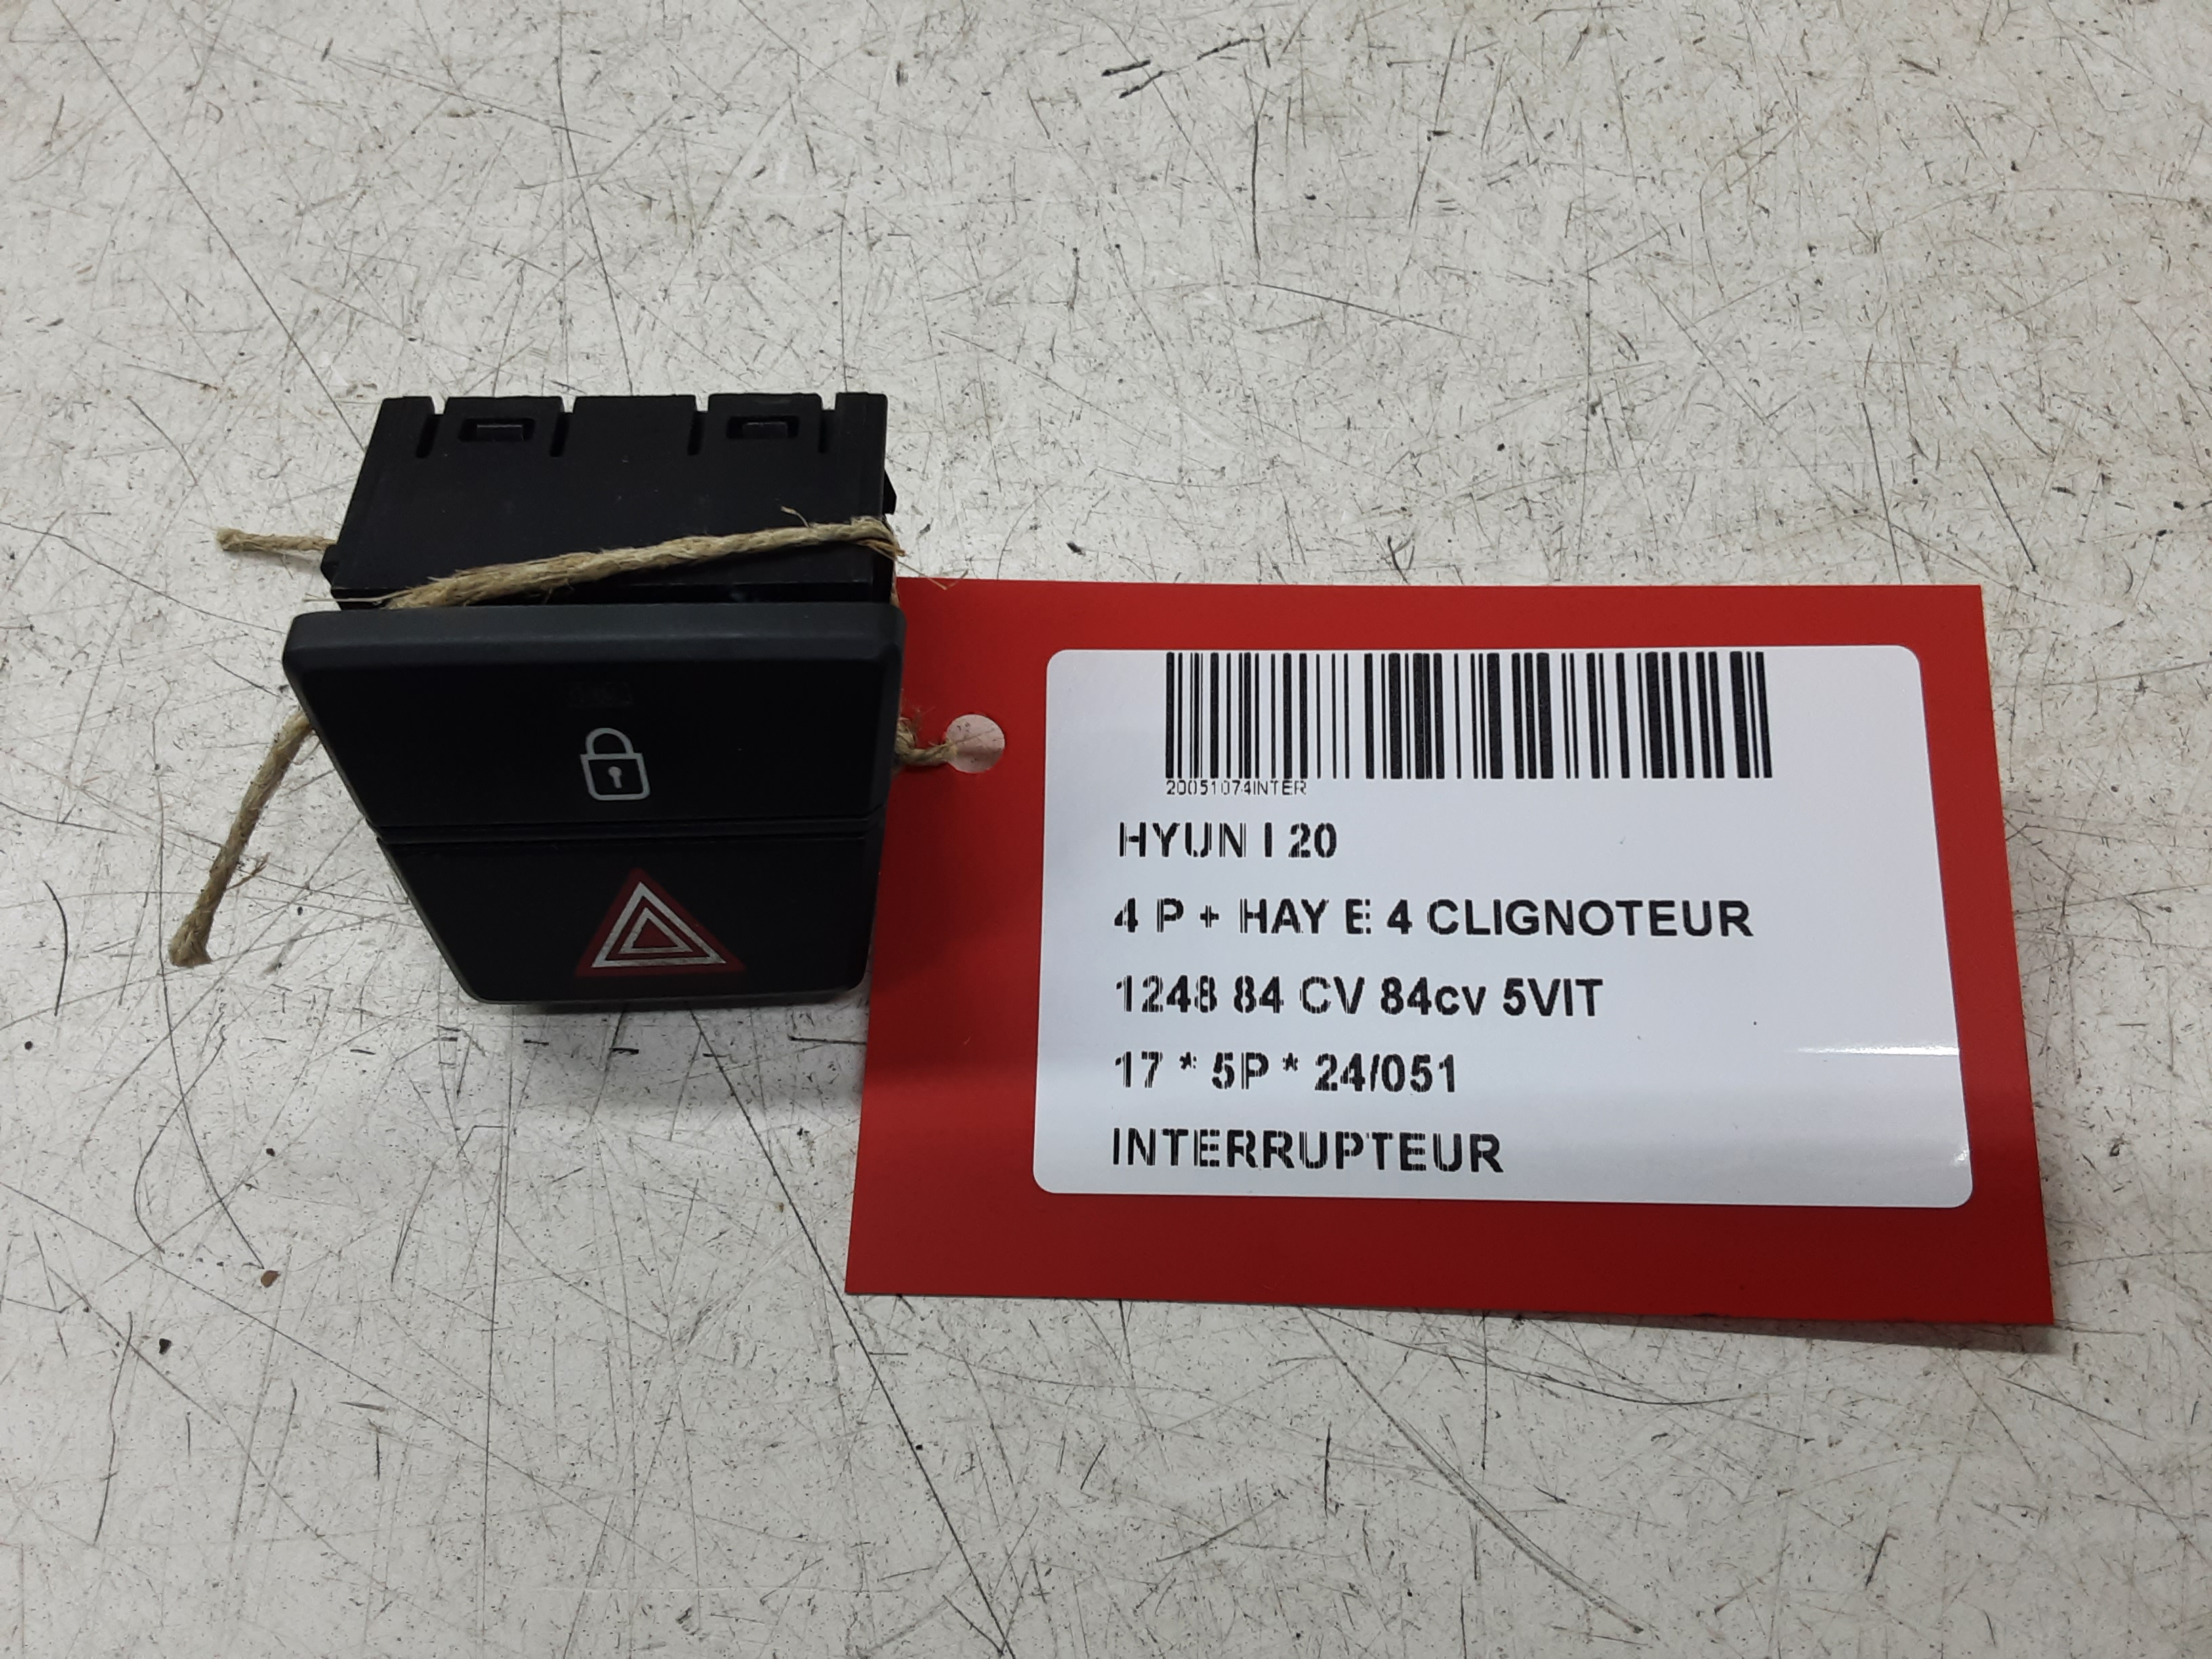 20051074INTER
HYUN I 20
4 P + HAY E 4 CLIGNOTEUR
1248 84 CV 84cv 5VIT
17 * 5P * 24/051
INTERRUPTEUR